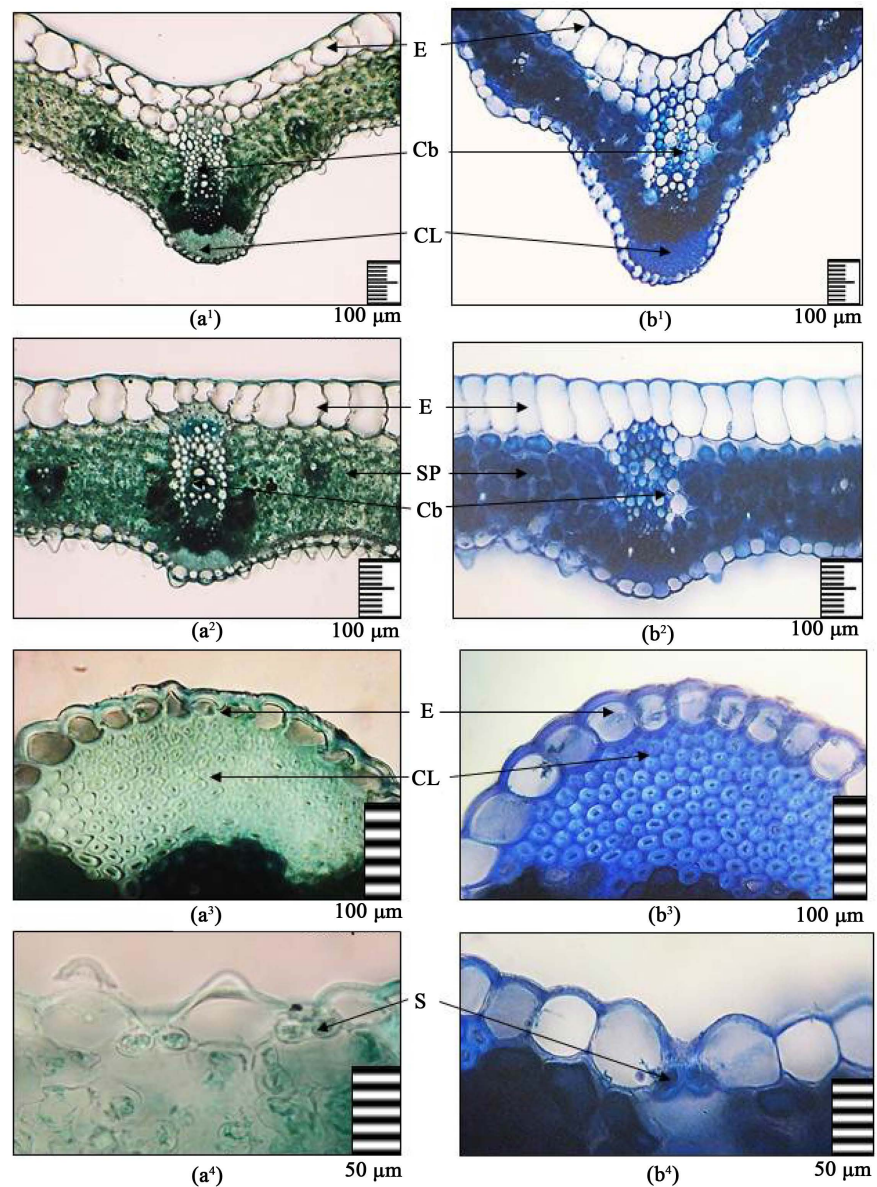 E
Cb
CL
(a¹) 100 µm (b¹) 100 µm
E
SP
Cb
(a²) 100 µm (b²) 100 µm
E
CL
(a³) 100 µm (b³) 100 µm
S
(a⁴) 50 µm (b⁴) 50 µm